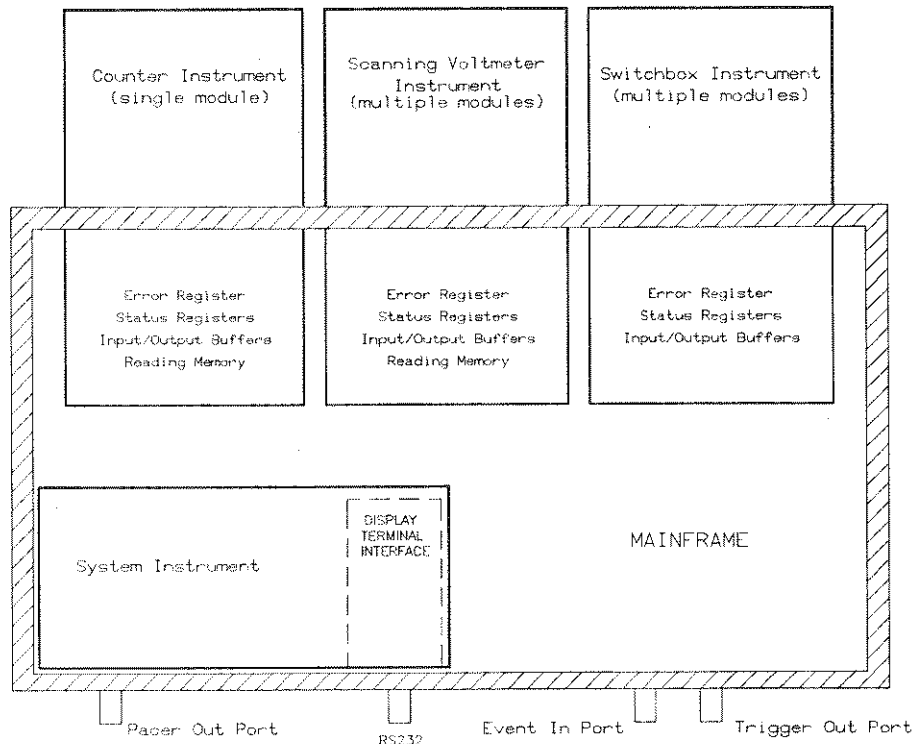 Counter Instrument
(single module)
Scanning Voltmeter
Instrument
(multiple modules)
Switchbox Instrument
(multiple modules)
Error Register
Status Registers
Input/Output Buffers
Reading Memory
Error Register
Status Registers
Input/Output Buffers
Reading Memory
Error Register
Status Registers
Input/Output Buffers
System Instrument
DISPLAY
TERMINAL
INTERFACE
MAINFRAME
Pacer Out Port
RS232
Event In Port
Trigger Out Port